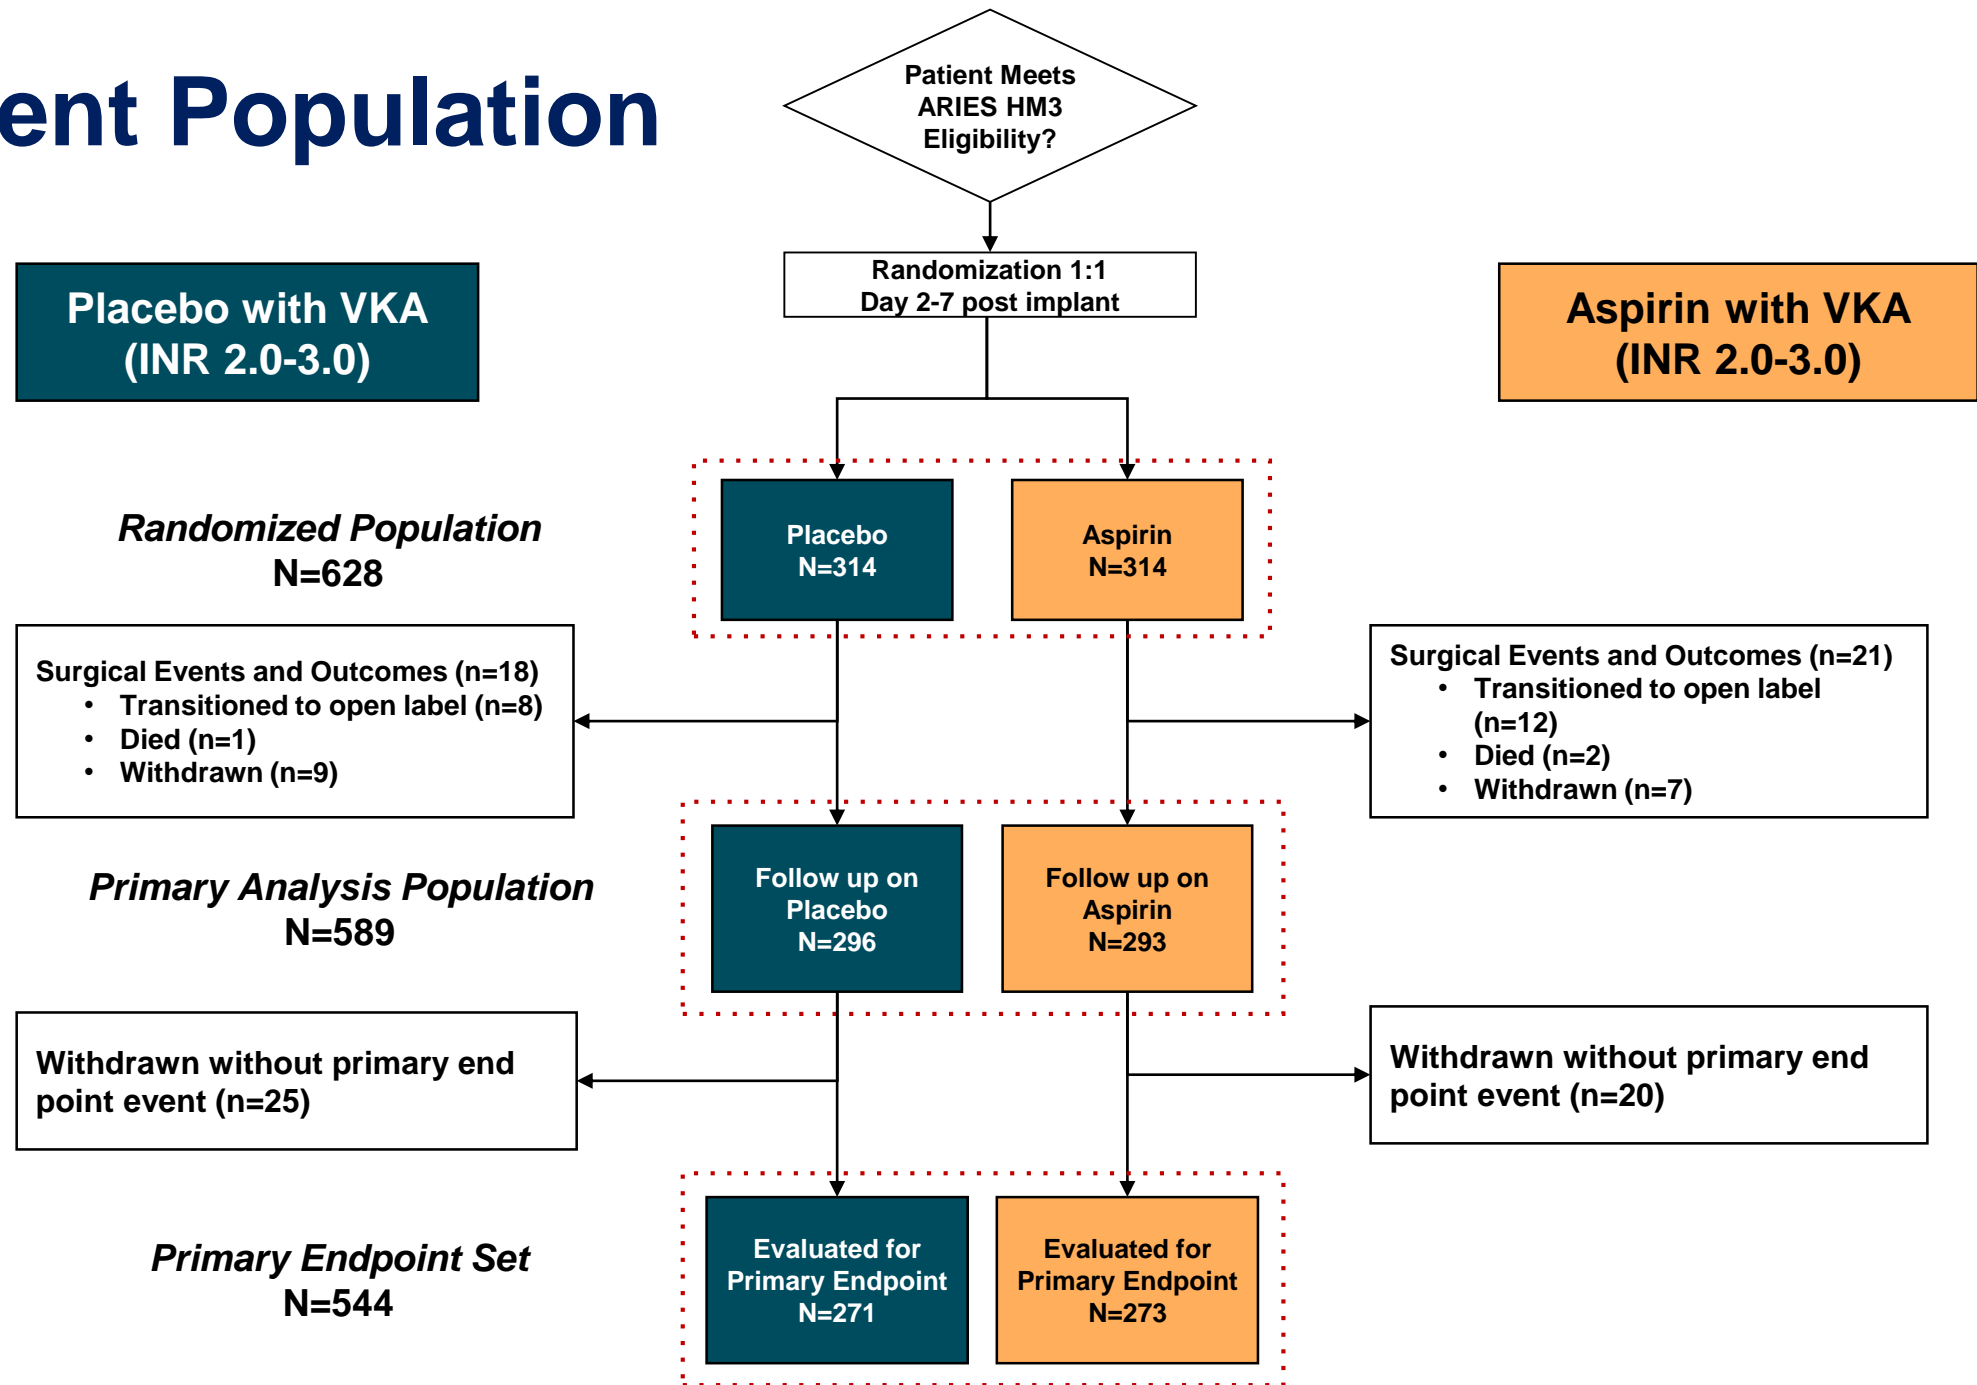 ent Population
Patient Meets
ARIES HM3
Eligibility?
Randomization 1:1
Day 2-7 post implant
Placebo with VKA
(INR 2.0-3.0)
Aspirin with VKA
(INR 2.0-3.0)
Randomized Population
N=628
Placebo
N=314
Aspirin
N=314
Surgical Events and Outcomes (n=18)
• Transitioned to open label (n=8)
• Died (n=1)
• Withdrawn (n=9)
Surgical Events and Outcomes (n=21)
• Transitioned to open label
(n=12)
• Died (n=2)
• Withdrawn (n=7)
Primary Analysis Population
N=589
Follow up on
Placebo
N=296
Follow up on
Aspirin
N=293
Withdrawn without primary end
point event (n=25)
Withdrawn without primary end
point event (n=20)
Primary Endpoint Set
N=544
Evaluated for
Primary Endpoint
N=271
Evaluated for
Primary Endpoint
N=273